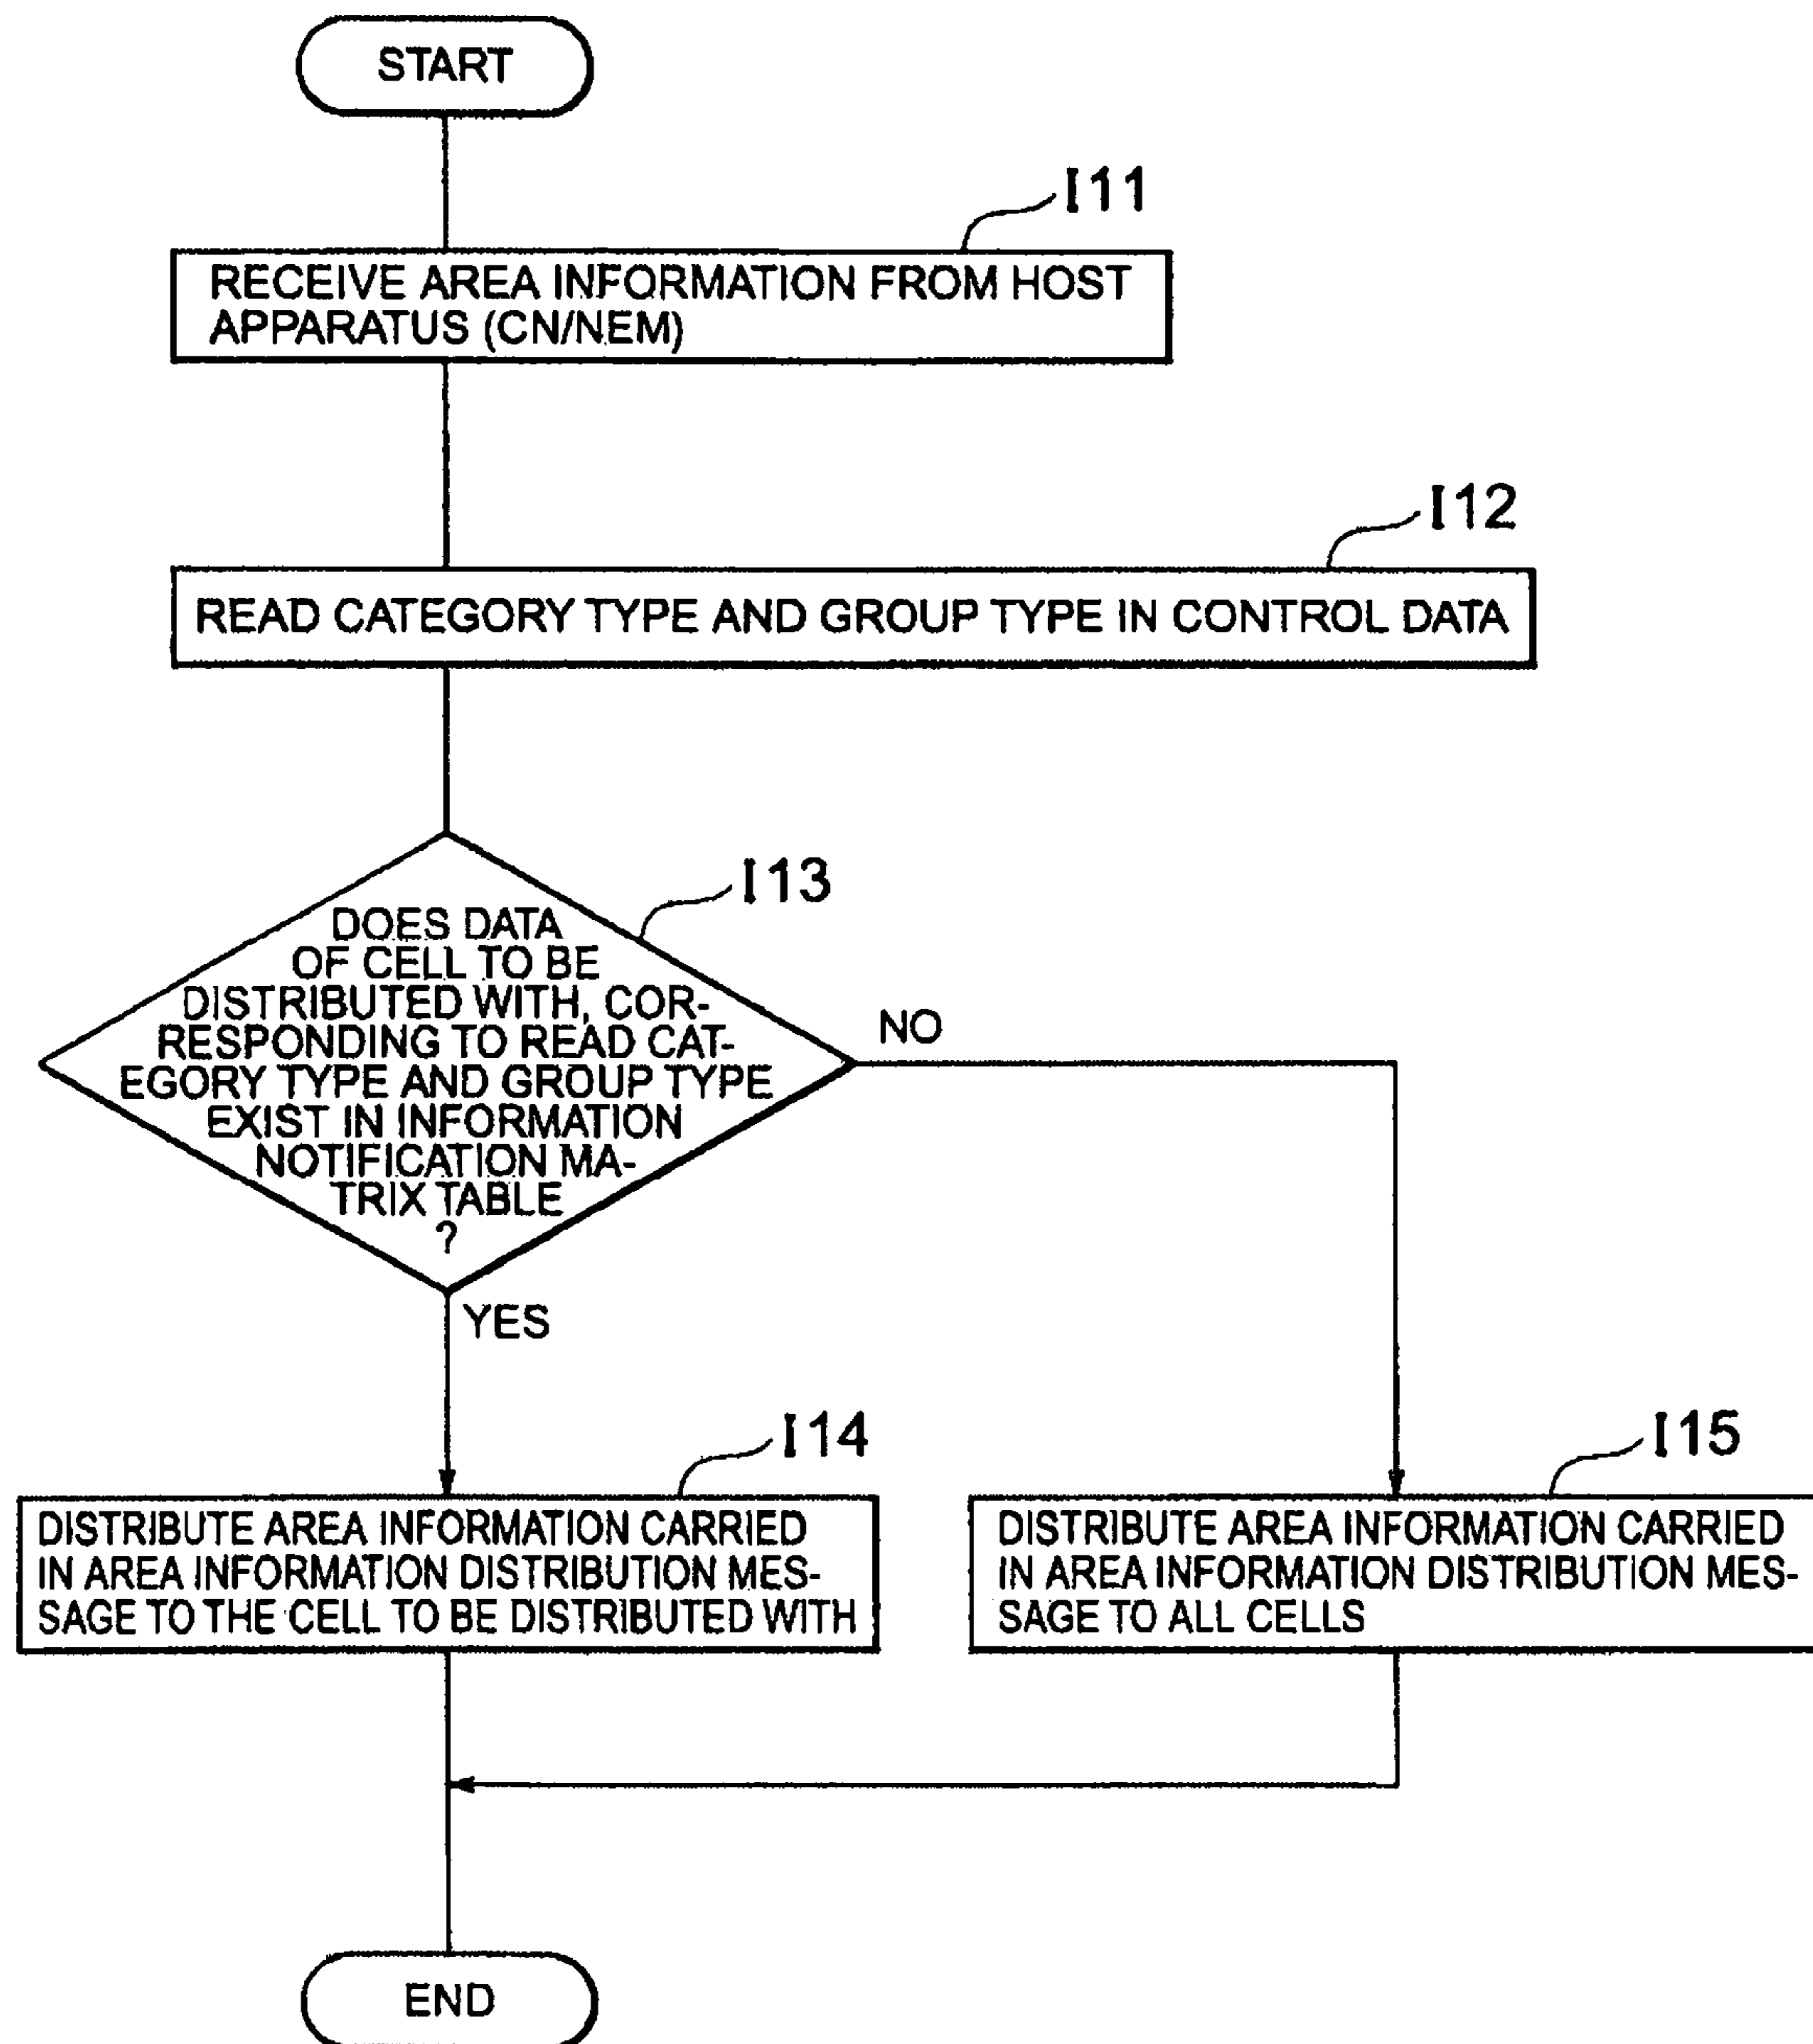 START
I11
RECEIVE AREA INFORMATION FROM HOST
APPARATUS (CN/NEM)
I12
READ CATEGORY TYPE AND GROUP TYPE IN CONTROL DATA
I13
DOES DATA
OF CELL TO BE
DISTRIBUTED WITH, COR-
RESPONDING TO READ CAT-
EGORY TYPE AND GROUP TYPE
EXIST IN INFORMATION
NOTIFICATION MA-
TRIX TABLE
?
NO
YES
I14
DISTRIBUTE AREA INFORMATION CARRIED
IN AREA INFORMATION DISTRIBUTION MES-
SAGE TO THE CELL TO BE DISTRIBUTED WITH
I15
DISTRIBUTE AREA INFORMATION CARRIED
IN AREA INFORMATION DISTRIBUTION MES-
SAGE TO ALL CELLS
END